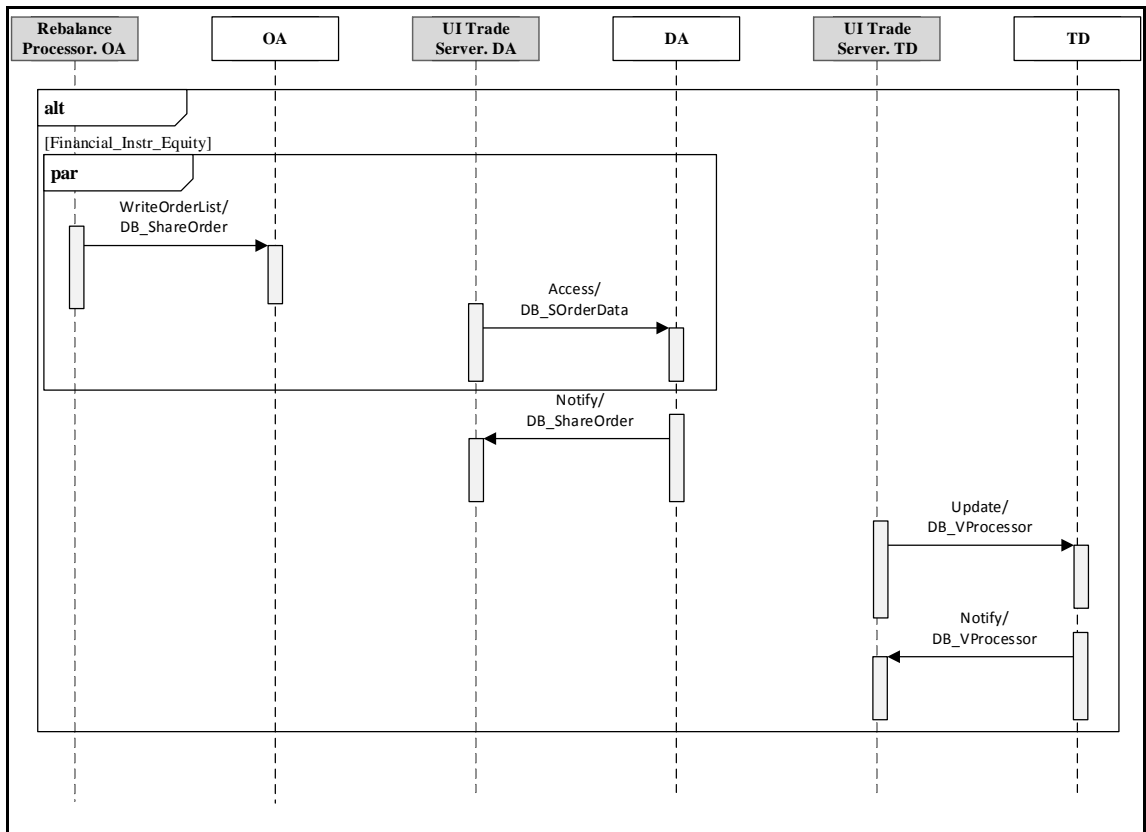 Rebalance
Processor. OA
OA
UI Trade
Server. DA
DA
UI Trade
Server. TD
TD
alt
[Financial_Instr_Equity]
par
WriteOrderList/
DB_ShareOrder
Access/
DB_SOrderData
Notify/
DB_ShareOrder
Update/
DB_VProcessor
Notify/
DB_VProcessor